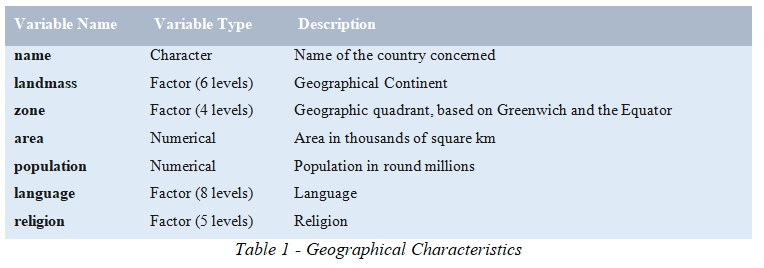 Variable Name Variable Type Description
name Character Name of the country concerned
landmass Factor (6 levels) Geographical Continent
zone Factor (4 levels) Geographic quadrant, based on Greenwich and the Equator
area Numerical Area in thousands of square km
population Numerical Population in round millions
language Factor (8 levels) Language
religion Factor (5 levels) Religion
Table 1 - Geographical Characteristics